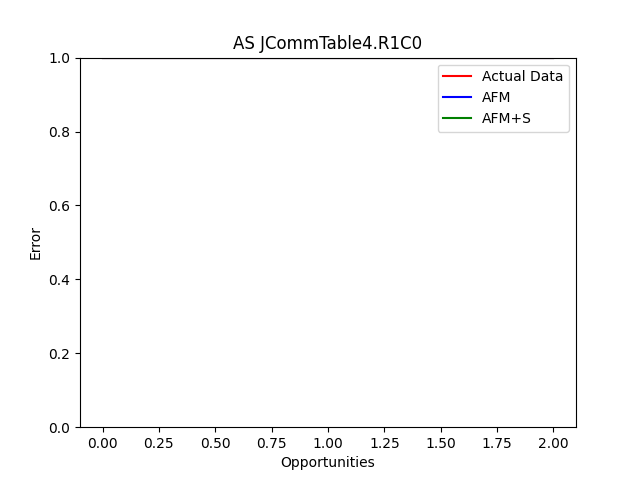 AS JCommTable4.R1C0
Actual Data
AFM
AFM+S
1.0
0.8
0.6
0.4
0.2
0.0
Error
0.00 0.25 0.50 0.75 1.00 1.25 1.50 1.75 2.00
Opportunities